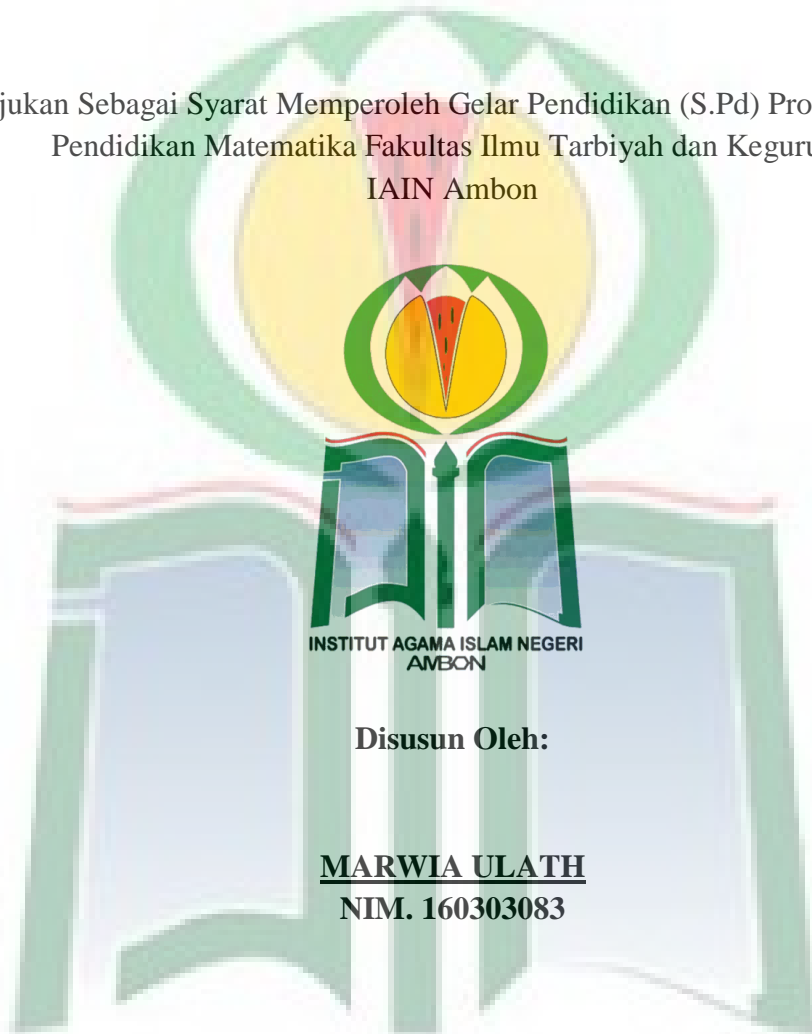 jukan Sebagai Syarat Memperoleh Gelar Pendidikan (S.Pd) Pro
Pendidikan Matematika Fakultas Ilmu Tarbiyah dan Kegur
IAIN Ambon
INSTITUT AGAMA ISLAM NEGERI
AMBON
Disusun Oleh:
MARWIA ULATH
NIM. 160303083